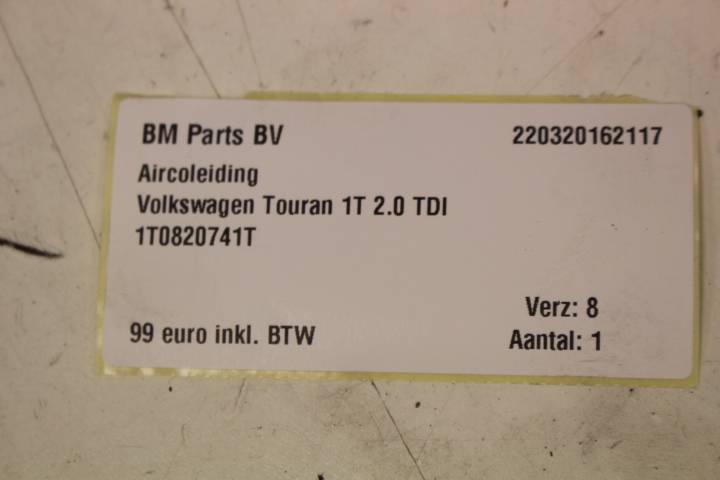 BM Parts BV 220320162117
Aircoleiding
Volkswagen Touran 1T 2.0 TDI
1T0820741T
Verz: 8
99 euro inkl. BTW Aantal: 1